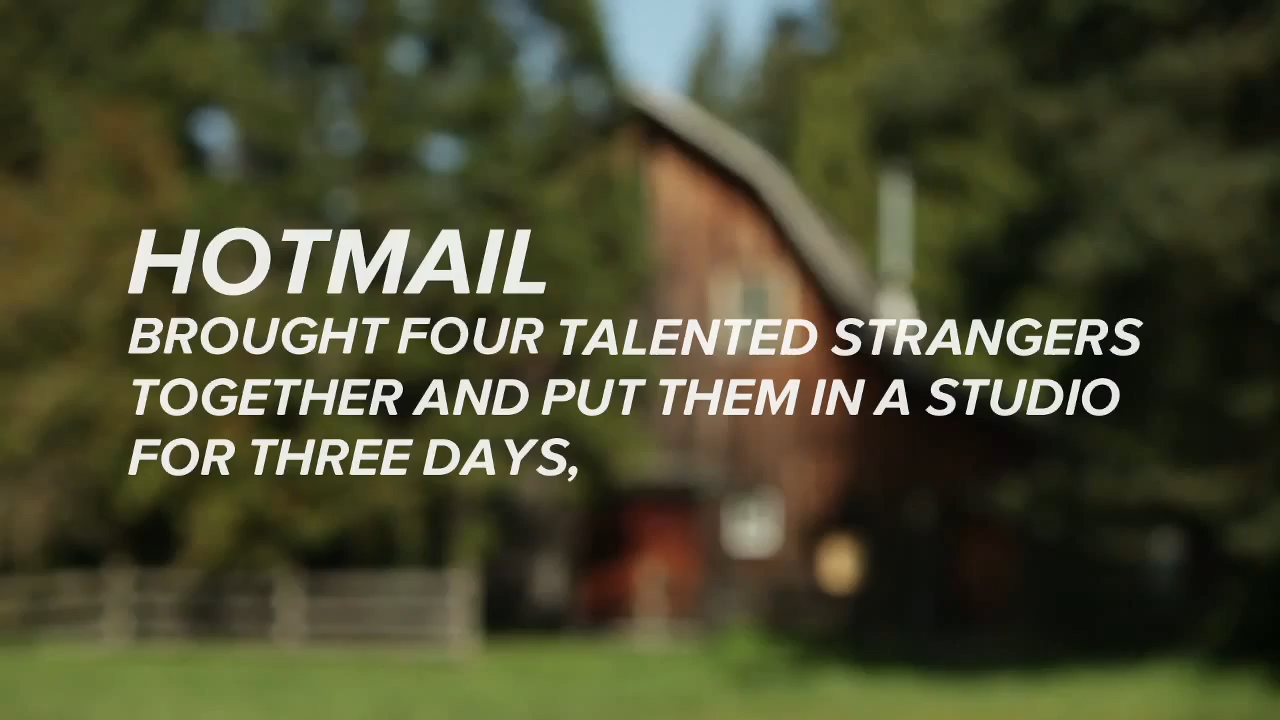 HOTMAIL
BROUGHT FOUR TALENTED STRANGERS
TOGETHER AND PUT THEM IN A STUDIO
FOR THREE DAYS,